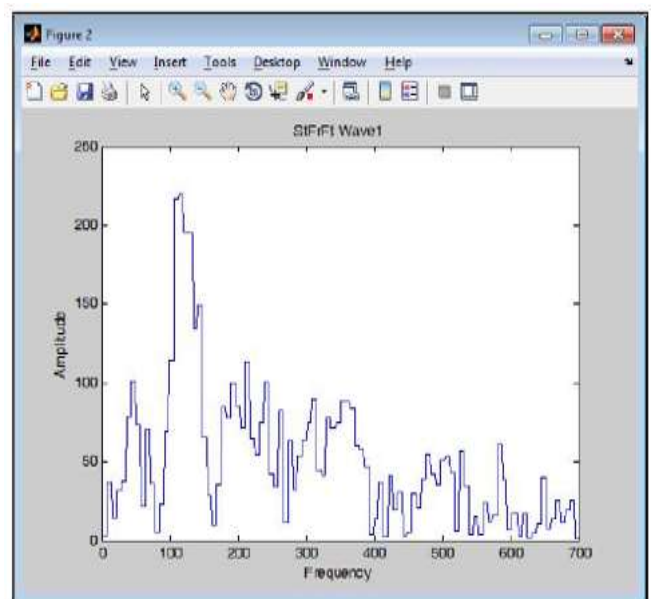 Figure 2
File Edit View Insert Tools Desktop Window Help
StFrFt Wave1
250
200
150
100
50
0
Amplitude
0 100 200 300 400 500 600 700
Frequency